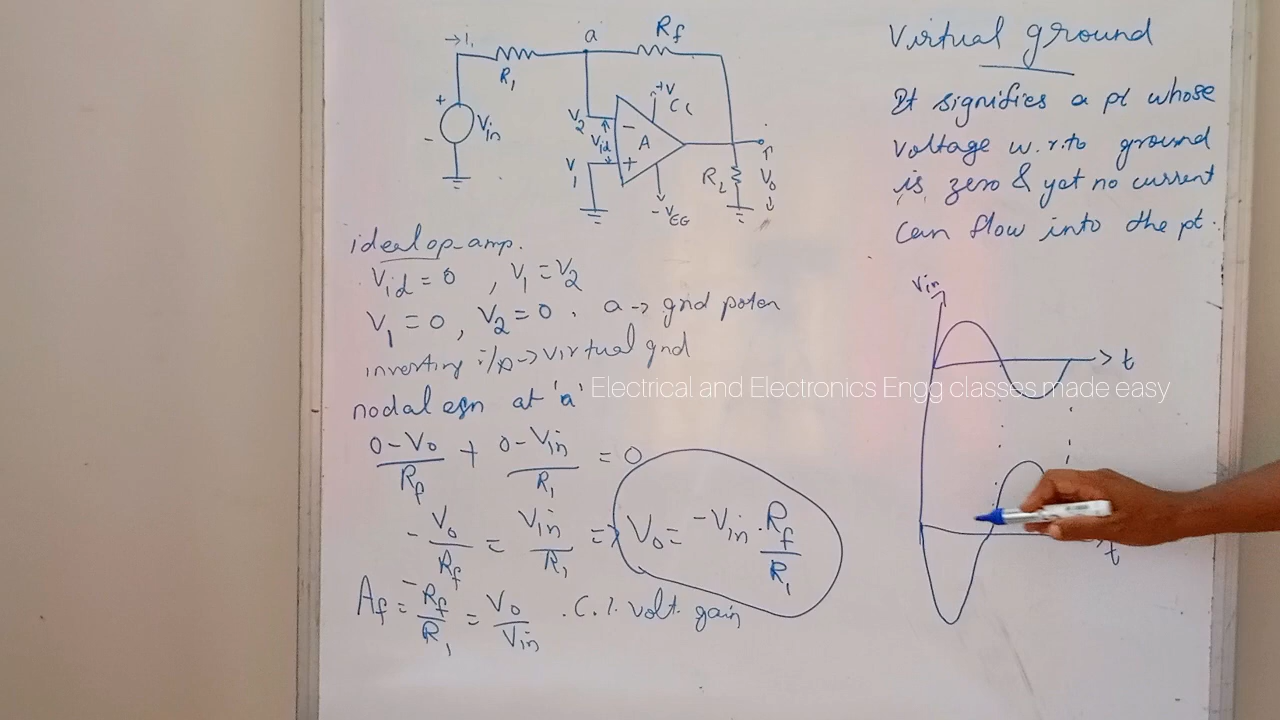 →I₁ R₁ a Rf
+ Vin -
V₂ Vid V₁ - A + +VCC -VEE
RL Vo
ideal op-amp.
Vid = 0 , V₁ = V₂
V₁ = 0 , V₂ = 0 . a → gnd poten
inverting i/p → virtual gnd
nodal eqn at 'a'
(0 - Vo)/Rf + (0 - Vin)/R₁ = 0
-Vo/Rf = Vin/R₁ ⇒ Vo = -Vin . Rf/R₁
Af = -Rf/R₁ = Vo/Vin . C.L volt. gain
Virtual ground
It signifies a pt whose
voltage w.r.to ground
is zero & yet no current
can flow into the pt.
Vin
t
t
Electrical and Electronics Engg classes made easy